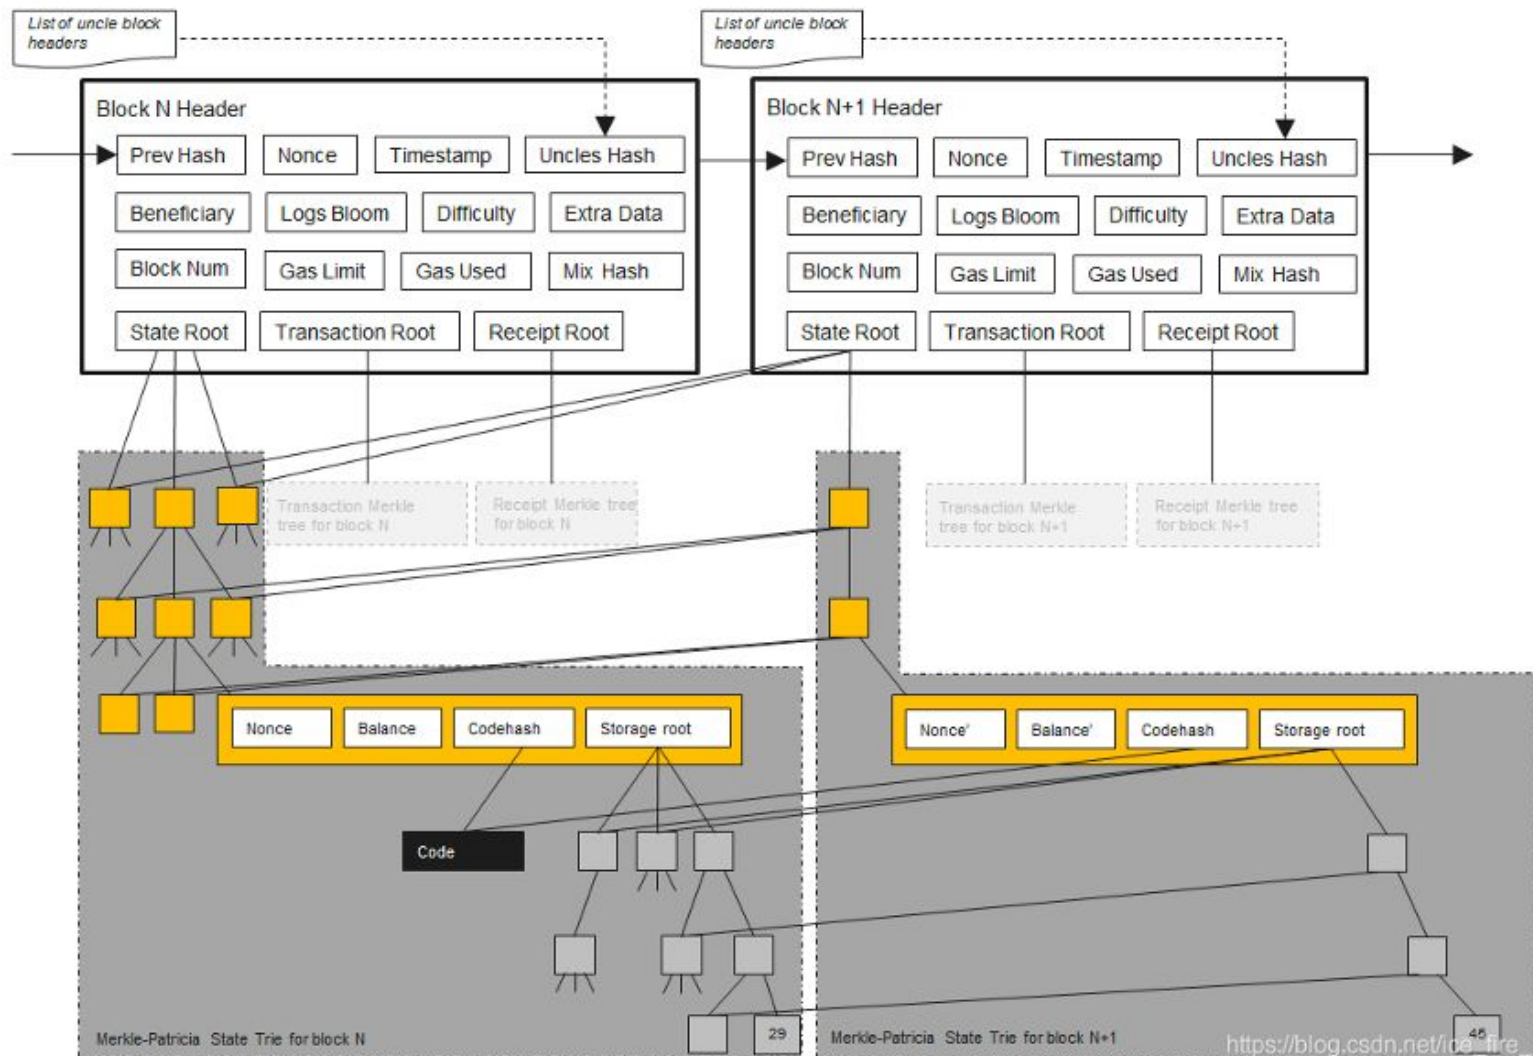 List of uncle block
headers
List of uncle block
headers
Block N Header
Prev Hash
Nonce
Timestamp
Uncles Hash
Beneficiary
Logs Bloom
Difficulty
Extra Data
Block Num
Gas Limit
Gas Used
Mix Hash
State Root
Transaction Root
Receipt Root
Block N+1 Header
Prev Hash
Nonce
Timestamp
Uncles Hash
Beneficiary
Logs Bloom
Difficulty
Extra Data
Block Num
Gas Limit
Gas Used
Mix Hash
State Root
Transaction Root
Receipt Root
Transaction Merkle
tree for block N
Receipt Merkle tree
for block N
Transaction Merkle
tree for block N+1
Receipt Merkle tree
for block N+1
Nonce
Balance
Codehash
Storage root
Nonce'
Balance'
Codehash
Storage root
Code
29
45
Merkle-Patricia State Trie for block N
Merkle-Patricia State Trie for block N+1
https://blog.csdn.net/ice_fire